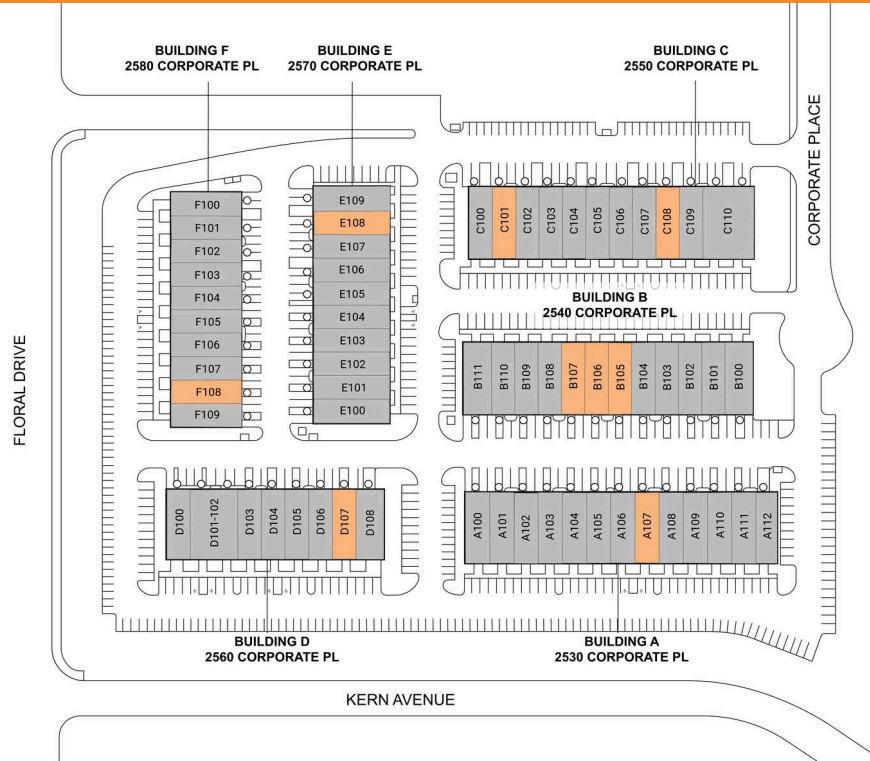 BUILDING F
2580 CORPORATE PL
BUILDING E
2570 CORPORATE PL
BUILDING C
2550 CORPORATE PL
CORPORATE PLACE
FLORAL DRIVE
F100
F101
F102
F103
F104
F105
F106
F107
F108
F109
E109
E108
E107
E106
E105
E104
E103
E102
E101
E100
C100
C101
C102
C103
C104
C105
C106
C107
C108
C109
C110
BUILDING B
2540 CORPORATE PL
B111
B110
B109
B108
B107
B106
B105
B104
B103
B102
B101
B100
D100
D101-102
D103
D104
D105
D106
D107
D108
A100
A101
A102
A103
A104
A105
A106
A107
A108
A109
A110
A111
A112
BUILDING D
2560 CORPORATE PL
BUILDING A
2530 CORPORATE PL
KERN AVENUE